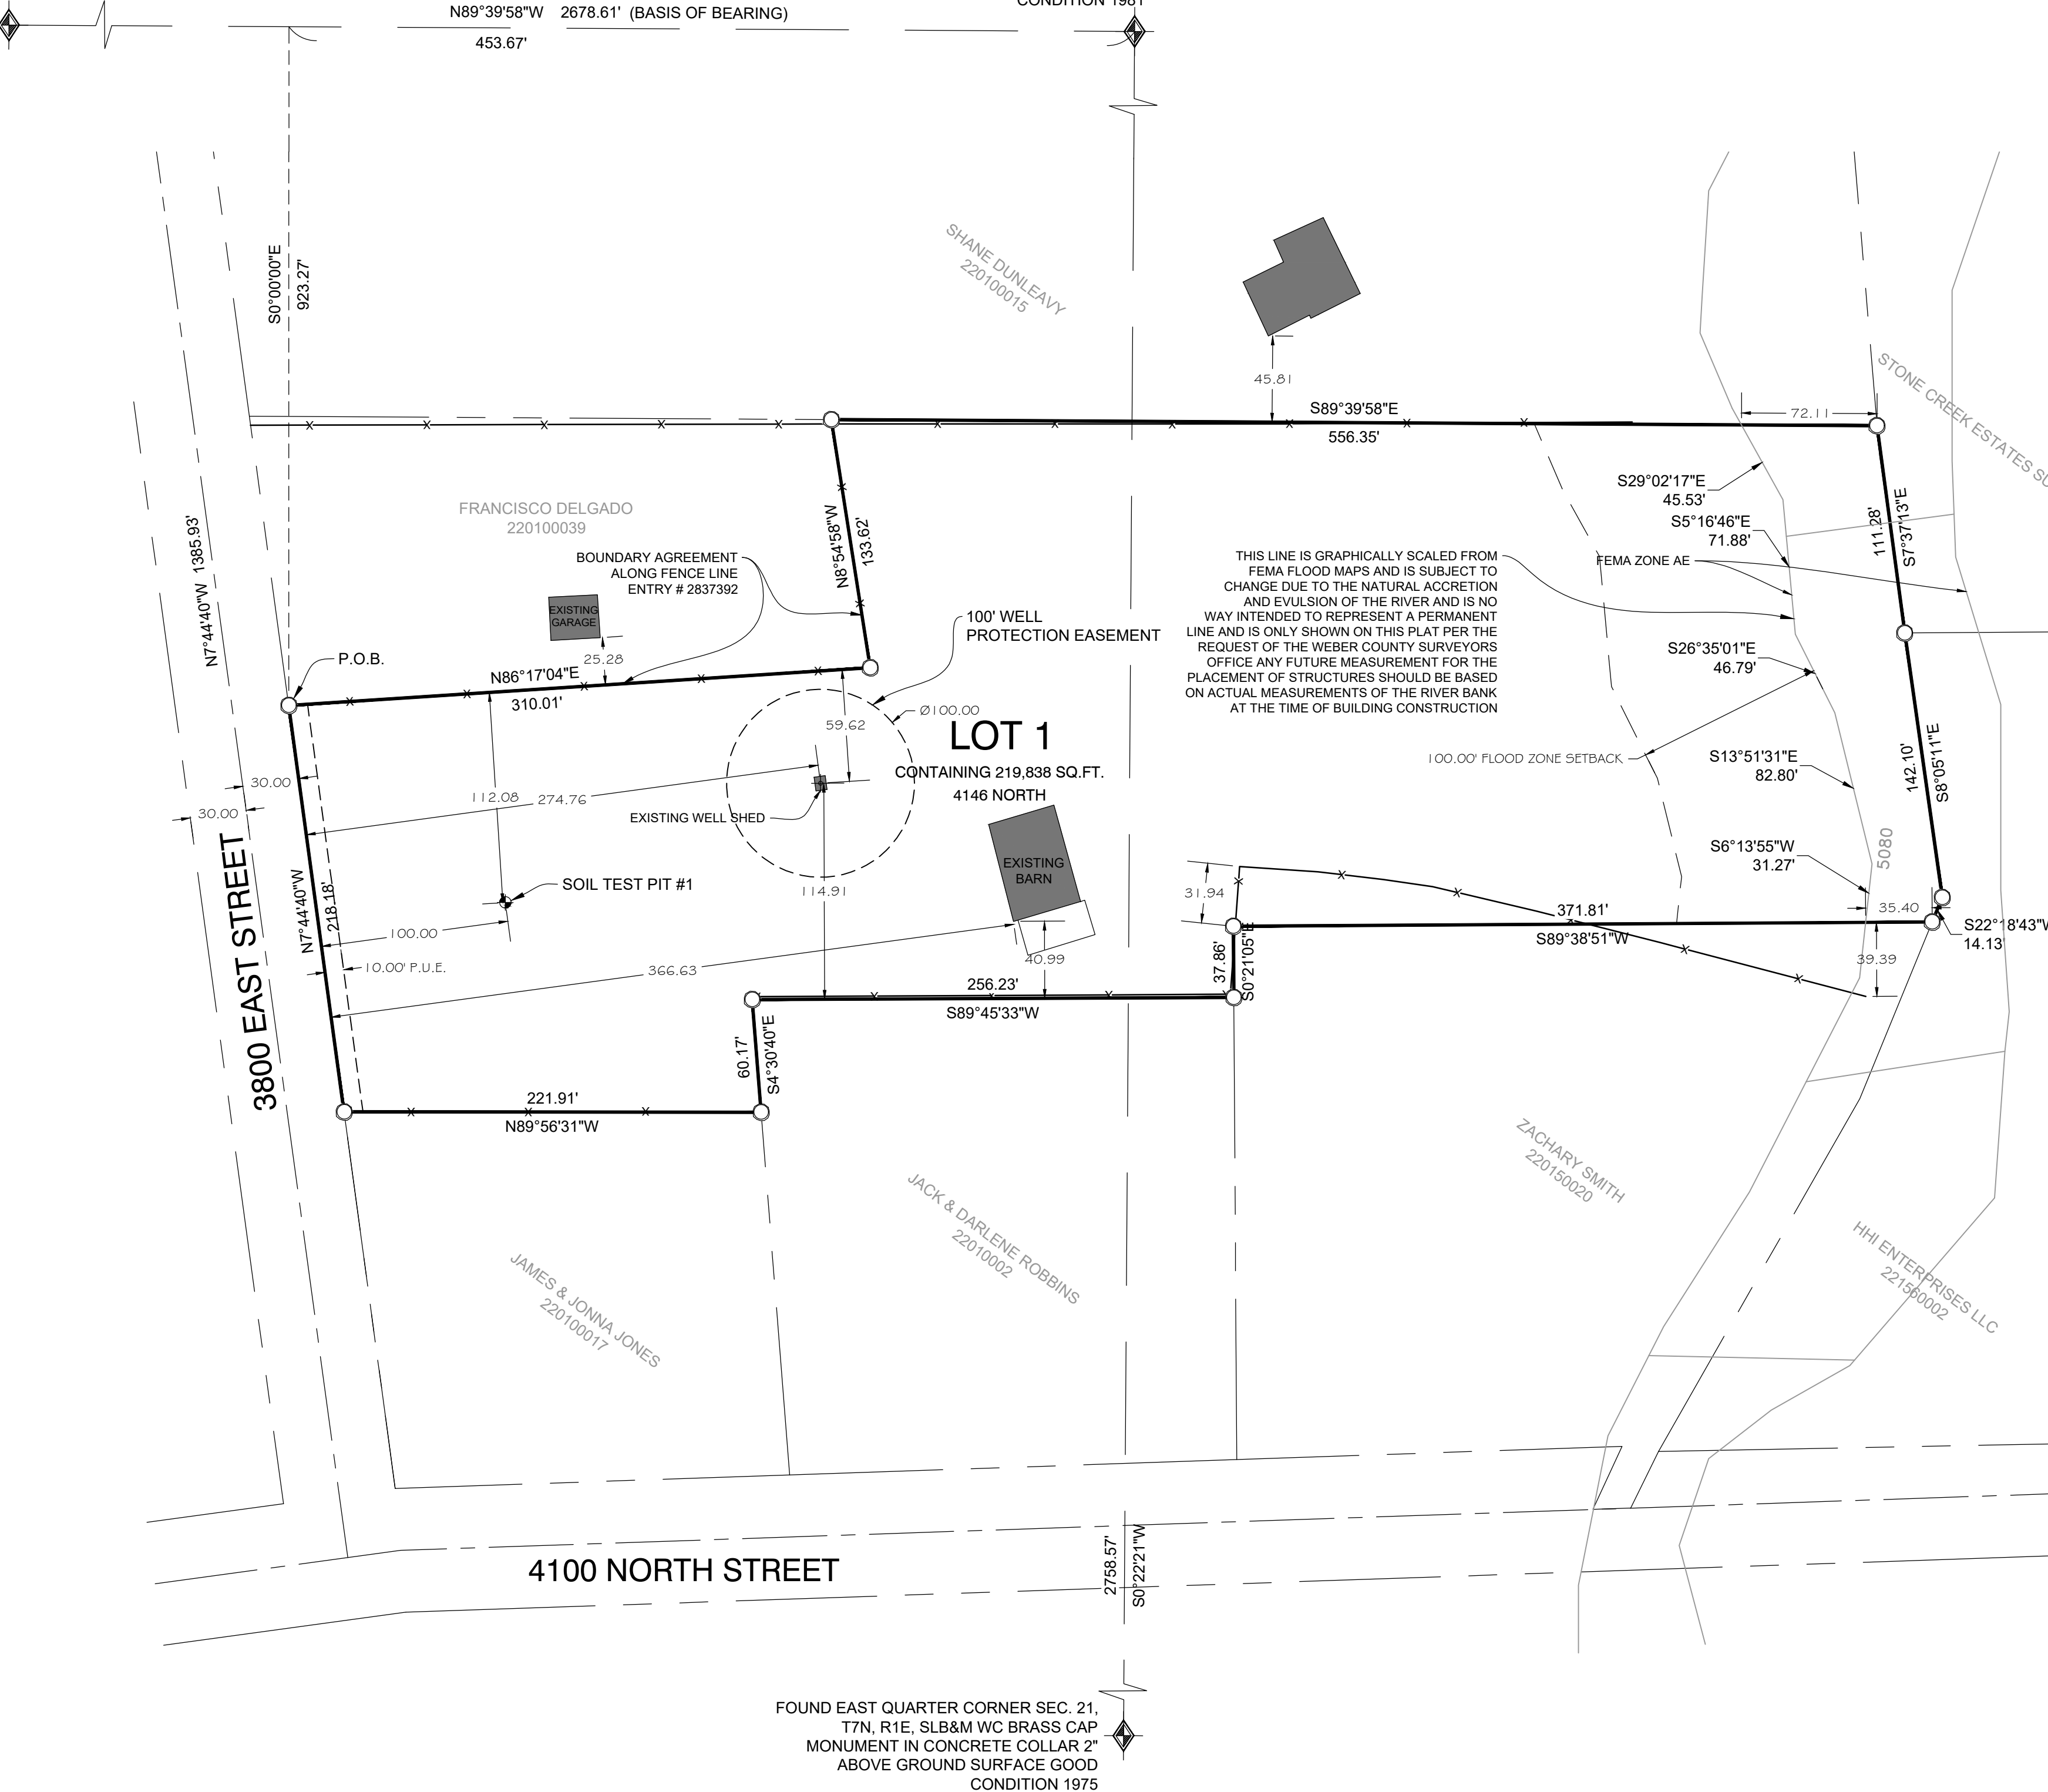 CONDITION 1981
N89°39'58"W 2678.61' (BASIS OF BEARING)
453.67'
S0°00'00"E
923.27'
SHANE DUNLEAVY
220100015
45.81
S89°39'58"E
556.35'
72.11
STONE CREEK ESTATES
N7°44'40"W 1385.93'
FRANCISCO DELGADO
220100039
BOUNDARY AGREEMENT
ALONG FENCE LINE
ENTRY # 2837392
EXISTING
GARAGE
25.28
N8°54'58"W
133.62'
100' WELL
PROTECTION EASEMENT
THIS LINE IS GRAPHICALLY SCALED FROM
FEMA FLOOD MAPS AND IS SUBJECT TO
CHANGE DUE TO THE NATURAL ACCRETION
AND EVULSION OF THE RIVER AND IS NO
WAY INTENDED TO REPRESENT A PERMANENT
LINE AND IS ONLY SHOWN ON THIS PLAT PER THE
REQUEST OF THE WEBER COUNTY SURVEYORS
OFFICE ANY FUTURE MEASUREMENT FOR THE
PLACEMENT OF STRUCTURES SHOULD BE BASED
ON ACTUAL MEASUREMENTS OF THE RIVER BANK
AT THE TIME OF BUILDING CONSTRUCTION
S29°02'17"E
45.53'
S5°16'46"E
71.88'
FEMA ZONE AE
111.28'
S7°37'13"E
S26°35'01"E
46.79'
P.O.B.
N86°17'04"E
310.01'
Ø100.00
59.62
LOT 1
CONTAINING 219,838 SQ.FT.
4146 NORTH
100.00' FLOOD ZONE SETBACK
S13°51'31"E
82.80'
142.10'
S8°05'11"E
30.00
30.00
112.08
274.76
EXISTING WELL SHED
S6°13'55"W
31.27'
5080
EXISTING
BARN
SOIL TEST PIT #1
114.91
31.94
371.81'
S89°38'51"W
35.40
S22°18'43"W
14.13'
3800 EAST STREET
N7°44'40"W
218.18'
100.00
10.00' P.U.E.
366.63
40.99
37.86'
S0°21'05"E
39.39
256.23'
S89°45'33"W
60.17'
S4°30'40"E
221.91'
N89°56'31"W
JAMES & JONNA JONES
220100017
JACK & DARLENE ROBBINS
22010002
ZACHARY SMITH
220150020
HHI ENTERPRISES LLC
221560002
4100 NORTH STREET
2758.57'
S0°22'21"W
FOUND EAST QUARTER CORNER SEC. 21,
T7N, R1E, SLB&M WC BRASS CAP
MONUMENT IN CONCRETE COLLAR 2"
ABOVE GROUND SURFACE GOOD
CONDITION 1975